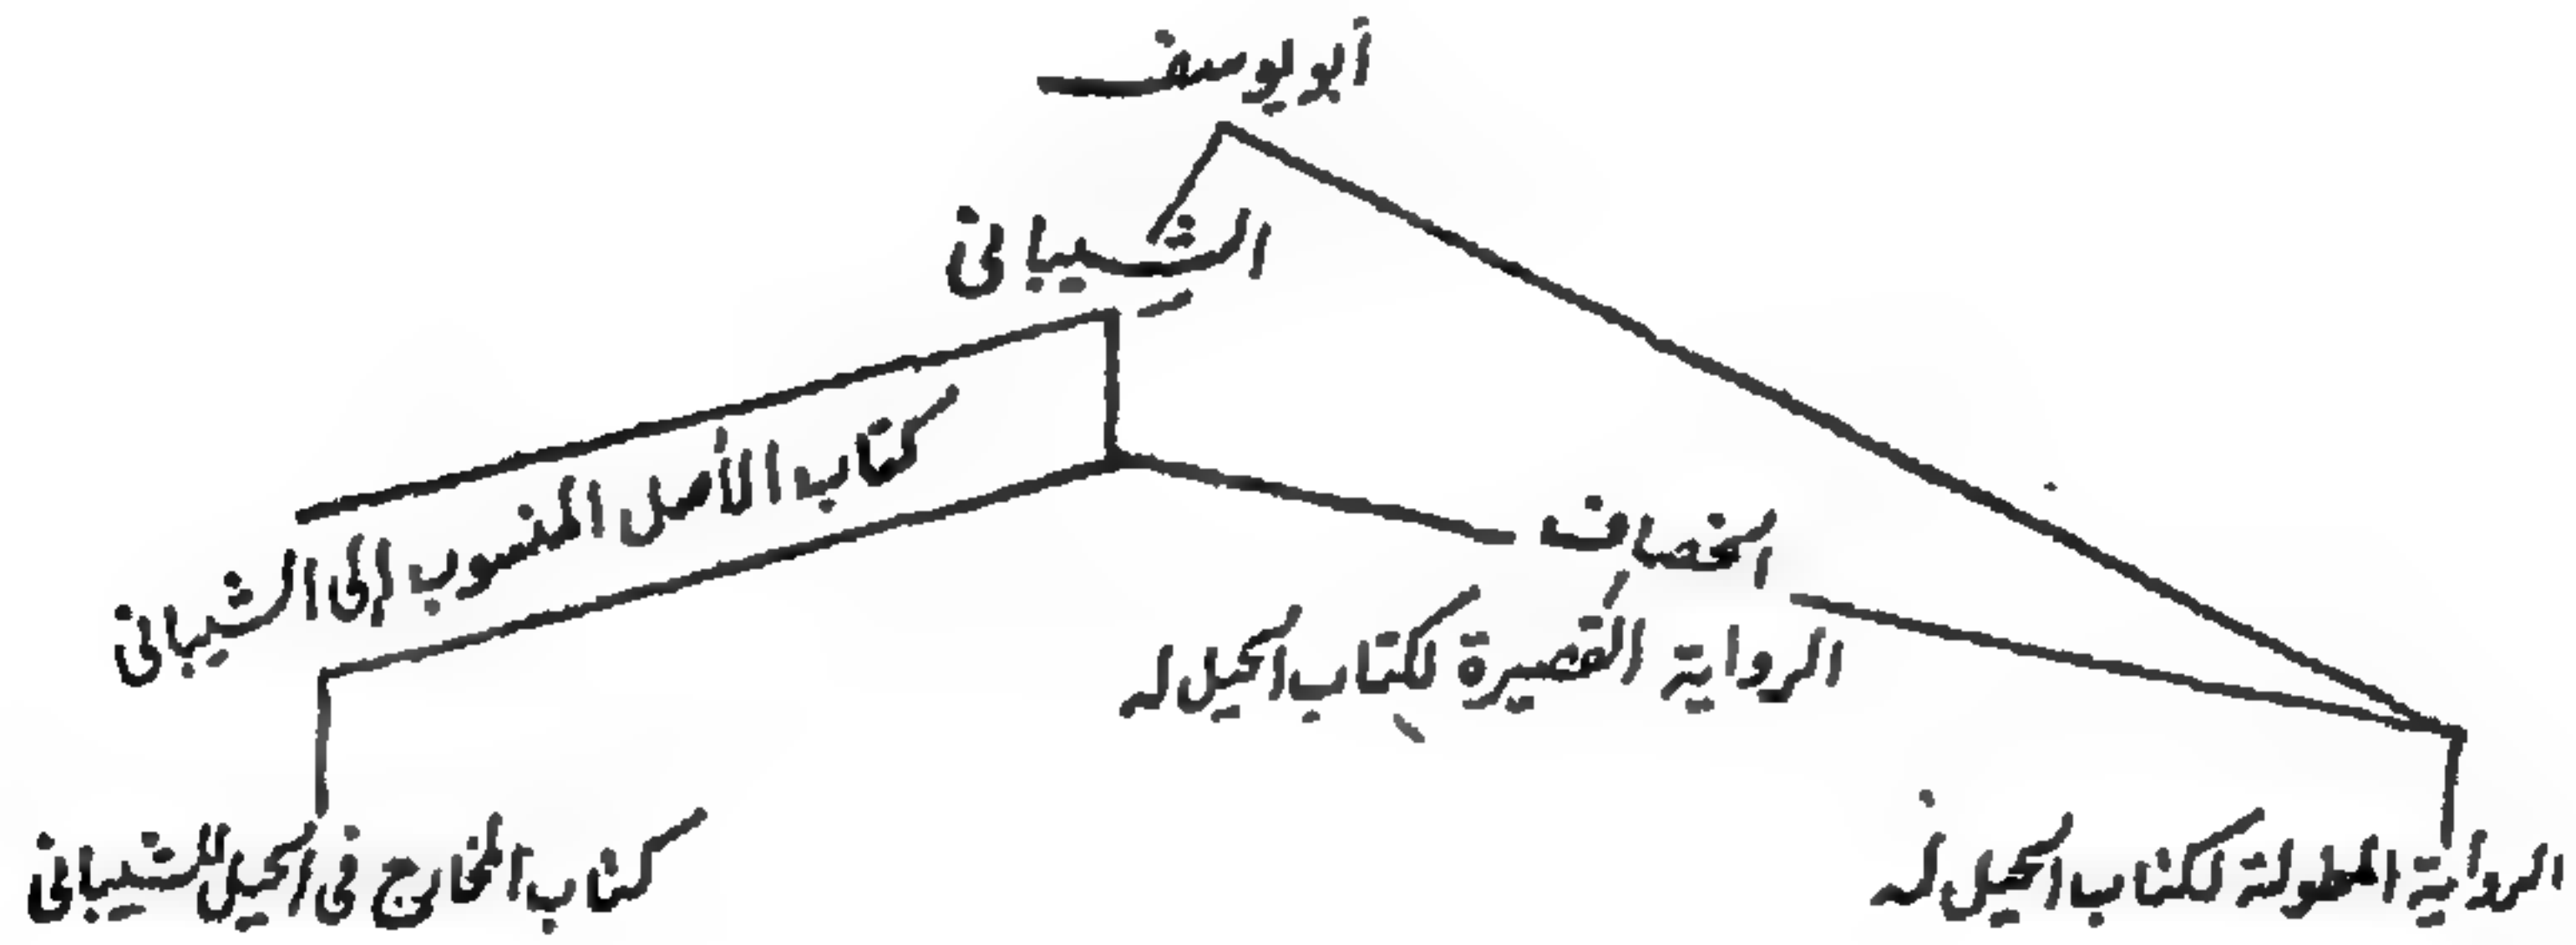 أبو يوسف
الشيبانى
كتاب الأصل المنسوب إلى الشيبانى
الخصاف
الرواية القصيرة لكتاب الحيل له
الرواية المطولة لكتاب الحيل له
كتاب المخارج فى الحيل للشيبانى